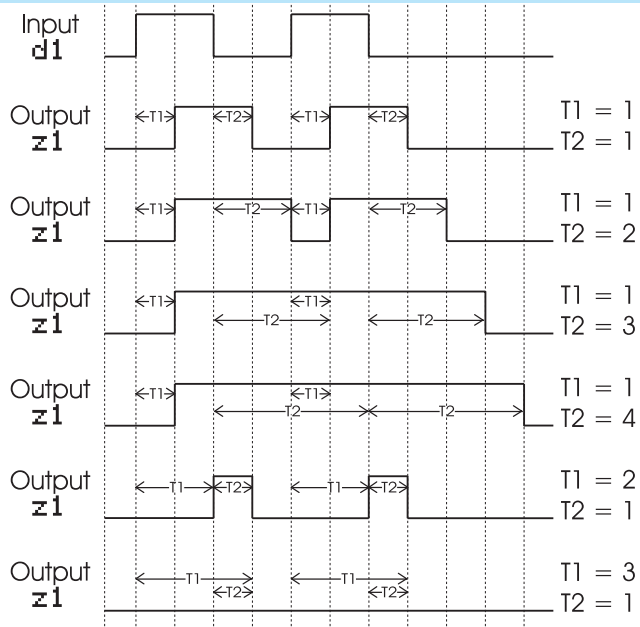 Input
d1
Output
z1
T1
T2
T1
T2
T1 = 1
T2 = 1
Output
z1
T1
T2
T1
T2
T1 = 1
T2 = 2
Output
z1
T1
T1
T2
T2
T1 = 1
T2 = 3
Output
z1
T1
T1
T2
T2
T1 = 1
T2 = 4
Output
z1
T1
T2
T1
T2
T1 = 2
T2 = 1
Output
z1
T1
T1
T2
T2
T1 = 3
T2 = 1